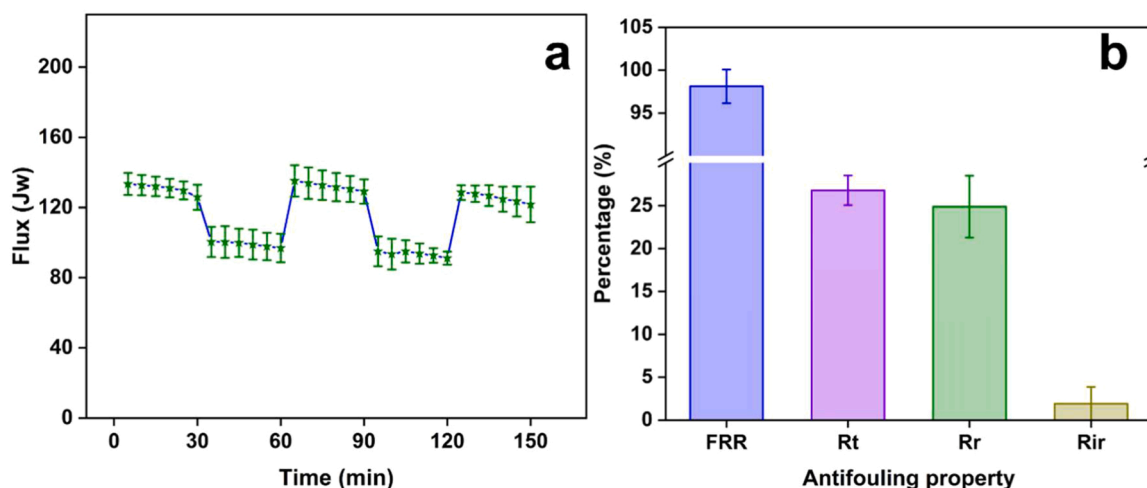 a
200
160
120
80
40
0
Flux (Jw)
0 30 60 90 120 150
Time (min)
b
105
100
95
25
20
15
10
5
0
Percentage (%)
FRR Rt Rr Rir
Antifouling property